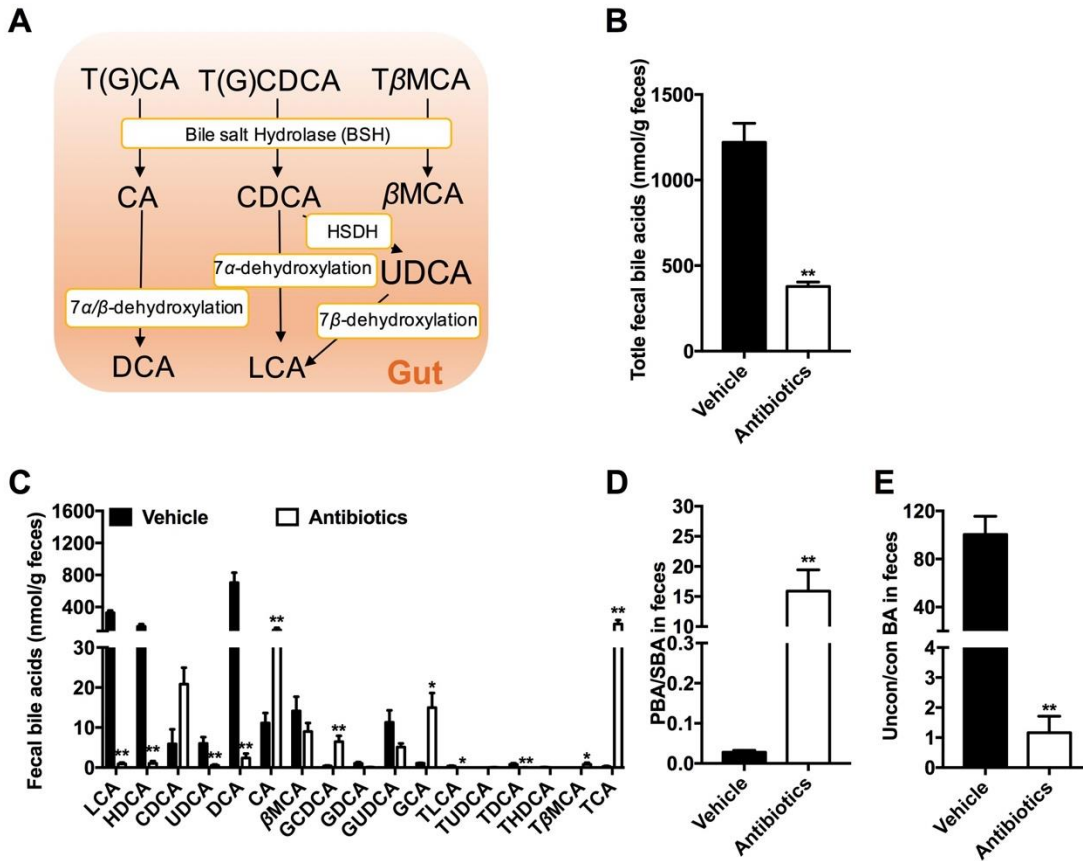 A
T(G)CA T(G)CDCA TβMCA
Bile salt Hydrolase (BSH)
CA CDCA βMCA
HSDH
7α-dehydroxylation
UDCA
7α/β-dehydroxylation
7β-dehydroxylation
DCA LCA Gut
B
Totle fecal bile acids (nmol/g feces)
1500
1000
500
0
**
Vehicle
Antibiotics
C
Fecal bile acids (nmol/g feces)
Vehicle Antibiotics
1600
1200
800
400
30
20
10
0
** ** ** ** ** ** * * ** * **
LCA
HDCA
CDCA
UDCA
DCA
CA
βMCA
GCDCA
GDCA
GUDCA
GCA
TLCA
TUDCA
TDCA
THDCA
TβMCA
TCA
D
PBA/SBA in feces
30
25
20
15
10
5
0.3
0.2
0.1
0.0
**
Vehicle
Antibiotics
E
Uncon/con BA in feces
120
80
40
4
3
2
1
0
**
Vehicle
Antibiotics